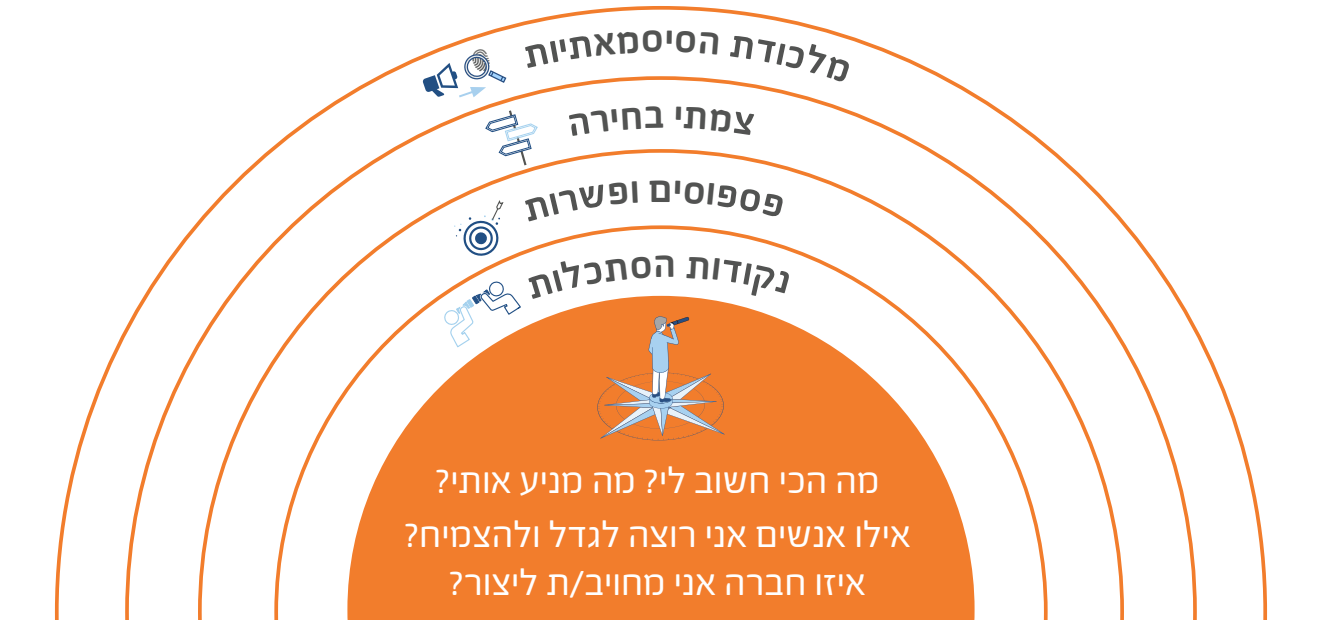 מלכודת הסיסמאתיות
צמתי בחירה
פספוסים ופשרות
נקודות הסתכלות
מה הכי חשוב לי? מה מניע אותי?
אילו אנשים אני רוצה לגדל ולהצמיח?
איזו חברה אני מחויב/ת ליצור?